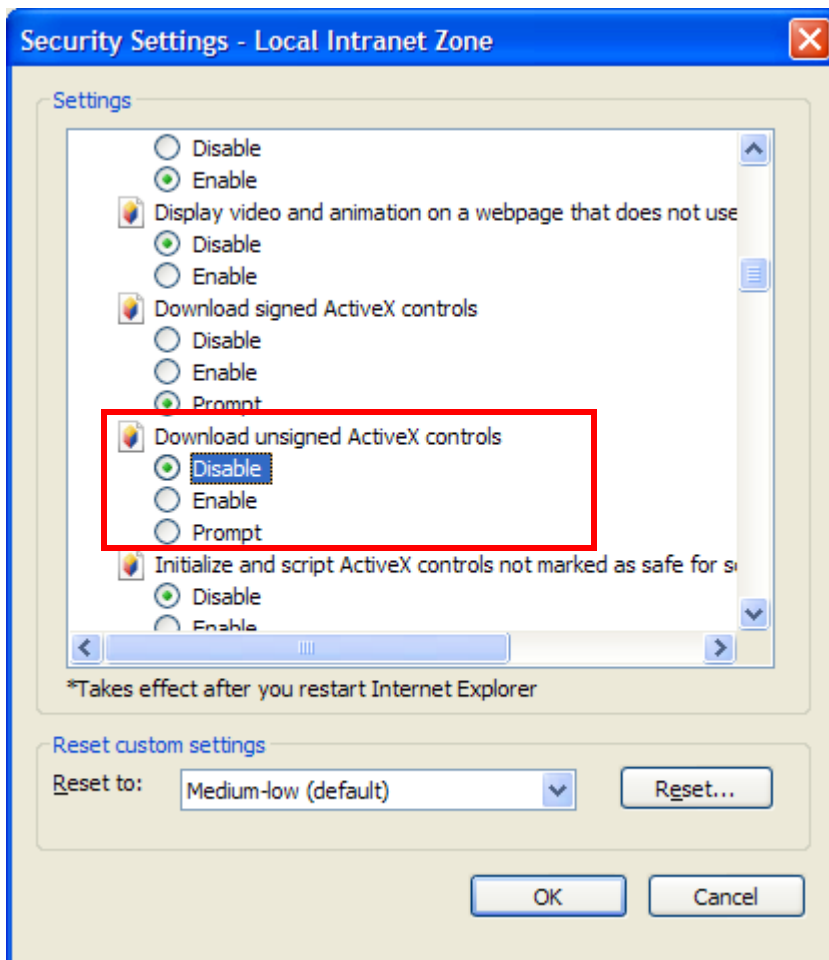 Security Settings - Local Intranet Zone
Settings
Disable
Enable
Display video and animation on a webpage that does not use
Disable
Enable
Download signed ActiveX controls
Disable
Enable
Prompt
Download unsigned ActiveX controls
Disable
Enable
Prompt
Initialize and script ActiveX controls not marked as safe for s
Disable
Enable
*Takes effect after you restart Internet Explorer
Reset custom settings
Reset to: Medium-low (default) Reset...
OK Cancel